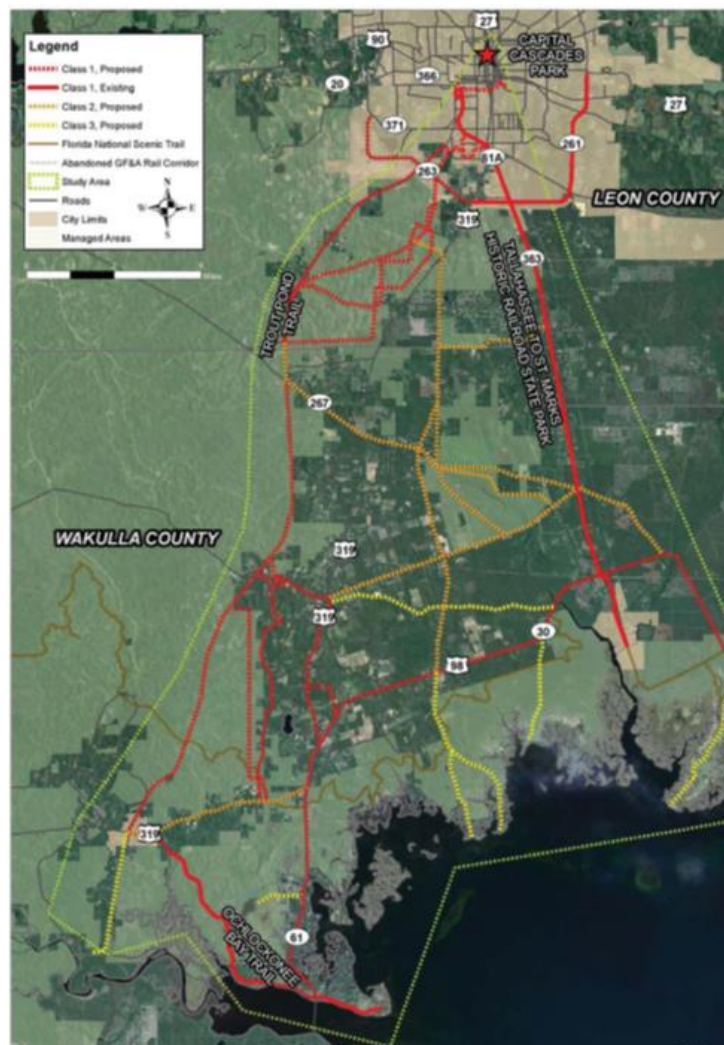 27
CAPITAL
CASCADES
PARK
90
Legend
Class 1, Proposed
Class 1, Existing
Class 2, Proposed
Class 3, Proposed
Florida National Scenic Trail
Abandoned GF&A Rail Corridor
Study Area
Roads
City Limits
Managed Areas
N
W
E
S
20
366
27
371
263
61A
261
LEON COUNTY
319
363
TALLAHASSEE TO ST. MARKS
HISTORIC RAILROAD STATE PARK
TROUT POND
TRAIL
267
WAKULLA COUNTY
319
319
30
98
319
OCHLOCKONEE
BAY TRAIL
61